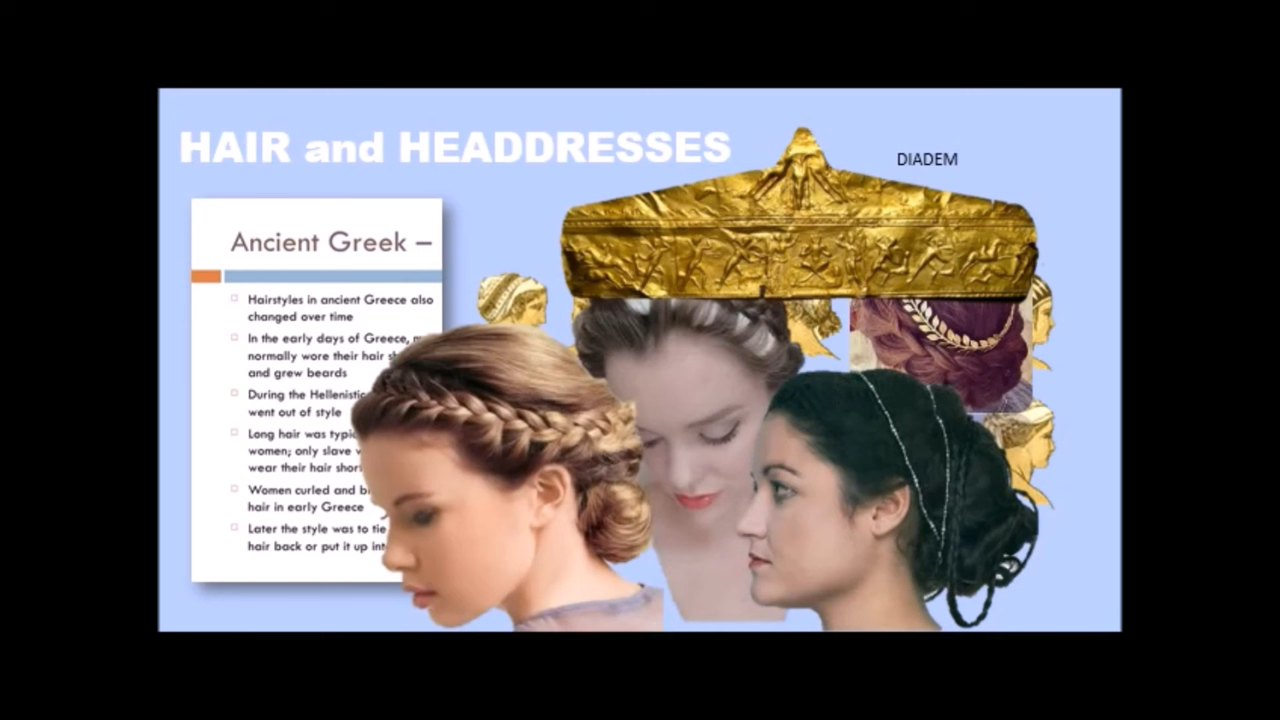 HAIR and HEADDRESSES
DIADEM
Ancient Greek –
Hairstyles in ancient Greece also
changed over time
In the early days of Greece,
normally wore their hair
and grew beards
During the Hellenistic
went out of style
Long hair was
women; only slave
wear their hair short
Women curled and
hair in early Greece
Later the style was to tie
hair back or put it up